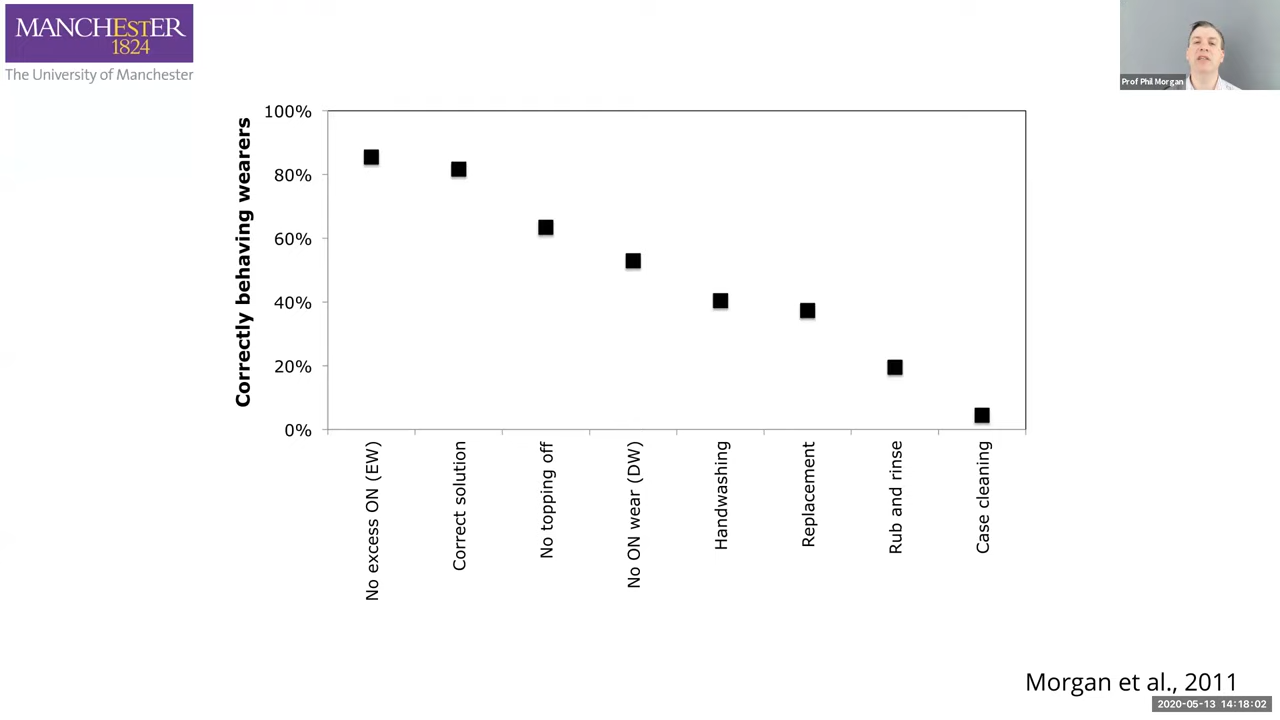 MANCHESTER
1824
The University of Manchester
Prof Phil Morgan
Correctly behaving wearers
100%
80%
60%
40%
20%
0%
No excess ON (EW)
Correct solution
No topping off
No ON wear (DW)
Handwashing
Replacement
Rub and rinse
Case cleaning
Morgan et al., 2011
2020-05-13 14:18:02